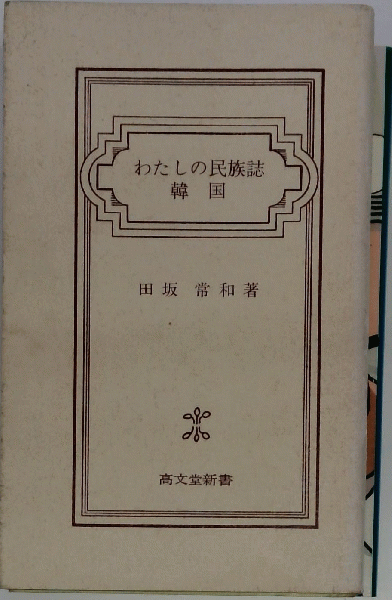 わたしの民族誌
韓国
田坂常和著
高文堂新書